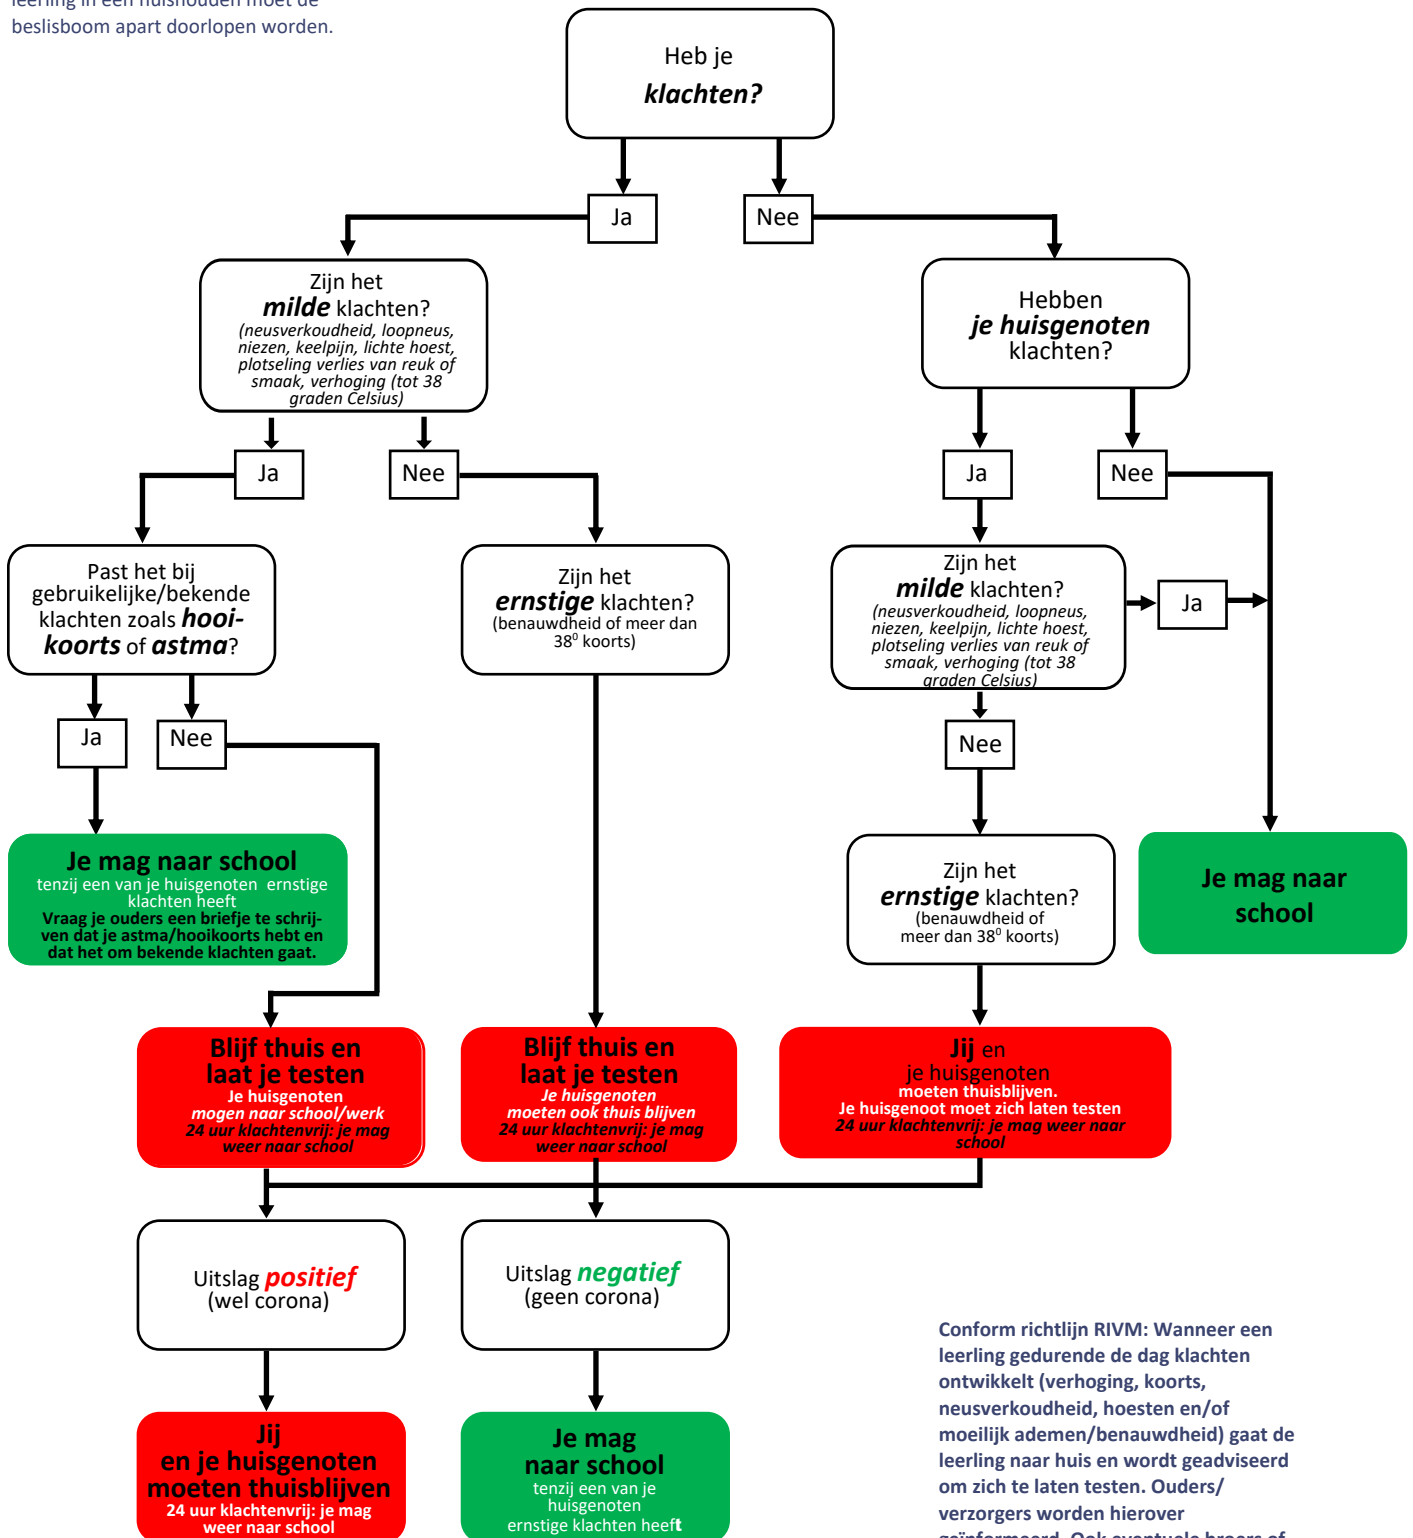 leerling in een huishouden moet de
beslisboom apart doorlopen worden.
Heb je
klachten?
Ja
Nee
Zijn het
milde klachten?
(neusverkoudheid, loopneus,
niezen, keelpijn, lichte hoest,
plotseling verlies van reuk of
smaak, verhoging (tot 38
graden Celsius)
Hebben
je huisgenoten
klachten?
Ja
Nee
Ja
Nee
Past het bij
gebruikelijke/bekende
klachten zoals hooi-
koorts of astma?
Zijn het
ernstige klachten?
(benauwdheid of meer dan
38⁰ koorts)
Zijn het
milde klachten?
(neusverkoudheid, loopneus,
niezen, keelpijn, lichte hoest,
plotseling verlies van reuk of
smaak, verhoging (tot 38
graden Celsius)
Ja
Ja
Nee
Nee
Je mag naar school
tenzij een van je huisgenoten ernstige
klachten heeft
Vraag je ouders een briefje te schrij-
ven dat je astma/hooikoorts hebt en
dat het om bekende klachten gaat.
Zijn het
ernstige klachten?
(benauwdheid of
meer dan 38⁰ koorts)
Je mag naar
school
Blijf thuis en
laat je testen
Je huisgenoten
mogen naar school/werk
24 uur klachtenvrij: je mag
weer naar school
Blijf thuis en
laat je testen
Je huisgenoten
moeten ook thuis blijven
24 uur klachtenvrij: je mag
weer naar school
Jij en
je huisgenoten
moeten thuisblijven.
Je huisgenoot moet zich laten testen
24 uur klachtenvrij: je mag weer naar
school
Uitslag positief
(wel corona)
Uitslag negatief
(geen corona)
Jij
en je huisgenoten
moeten thuisblijven
24 uur klachtenvrij: je mag
weer naar school
Je mag
naar school
tenzij een van je
huisgenoten
ernstige klachten heeft
Conform richtlijn RIVM: Wanneer een
leerling gedurende de dag klachten
ontwikkelt (verhoging, koorts,
neusverkoudheid, hoesten en/of
moeilijk ademen/benauwdheid) gaat de
leerling naar huis en wordt geadviseerd
om zich te laten testen. Ouders/
verzorgers worden hierover
geïnformeerd. Ook eventuele broers of